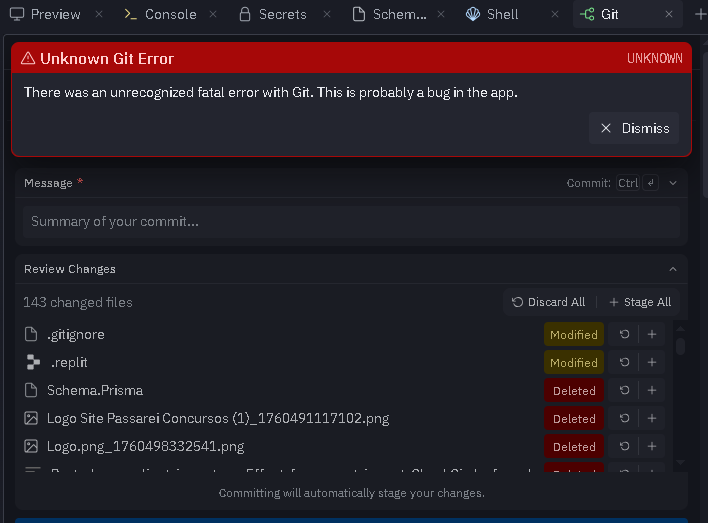 Preview
Console
Secrets
Schem...
Shell
Git
Unknown Git Error
UNKNOWN
There was an unrecognized fatal error with Git. This is probably a bug in the app.
Dismiss
Message *
Commit: Ctrl
Summary of your commit...
Review Changes
143 changed files
Discard All
Stage All
.gitignore
Modified
.replit
Modified
Schema.Prisma
Deleted
Logo Site Passarei Concursos (1)_1760491117102.png
Deleted
Logo.png_1760498332541.png
Deleted
Committing will automatically stage your changes.